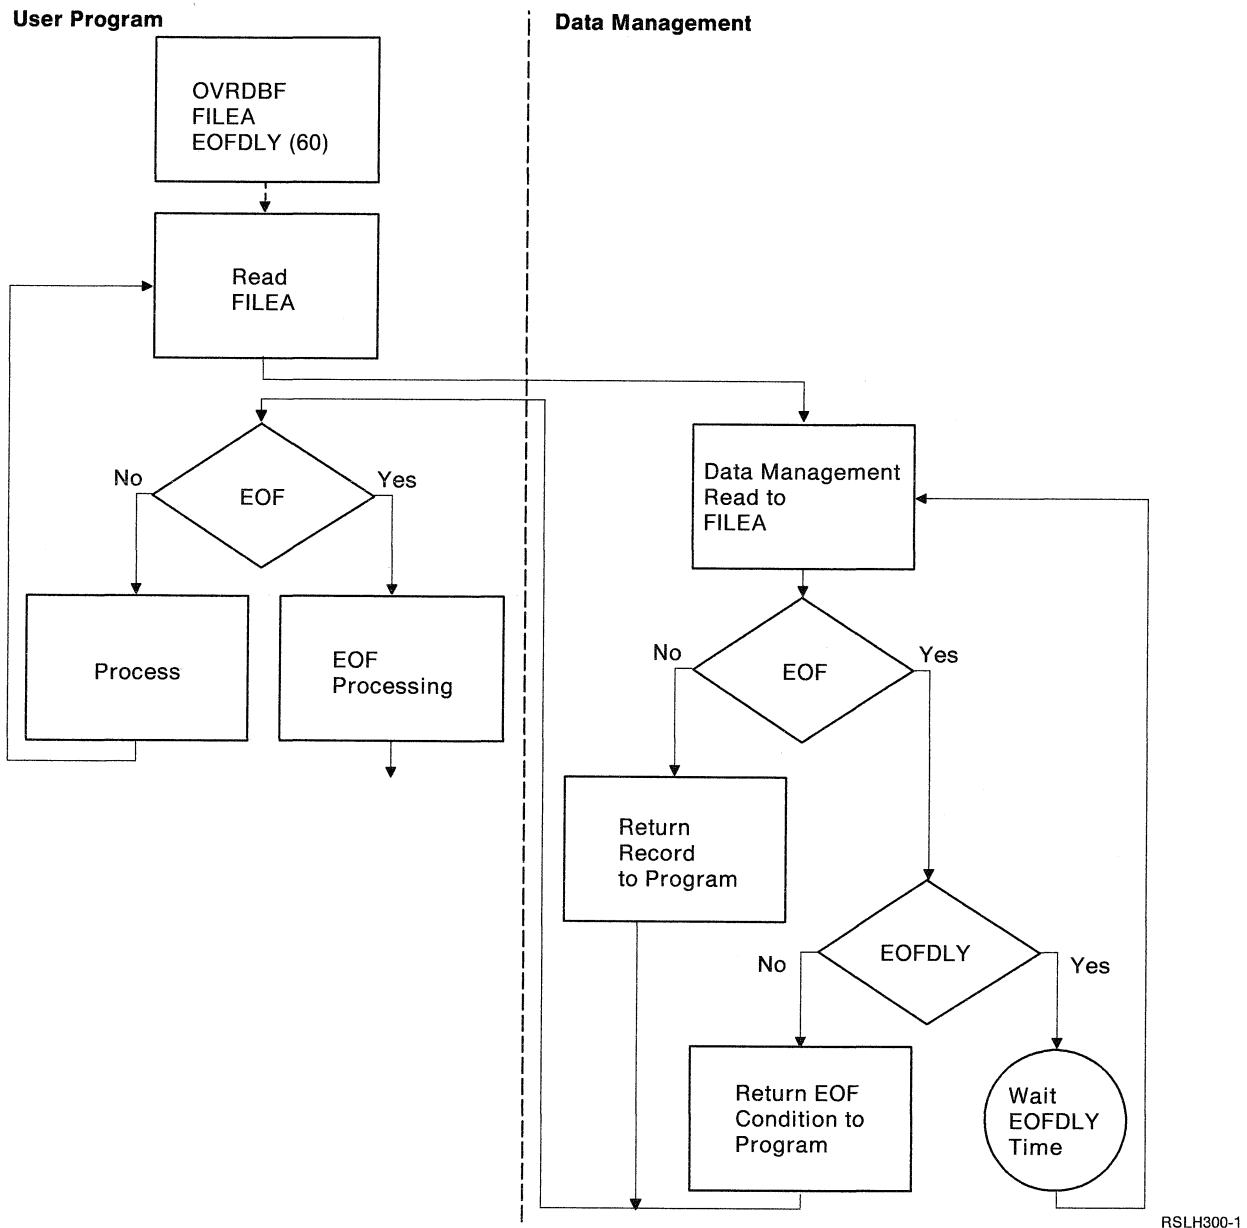 User Program
Data Management
OVRDBF
FILEA
EOFDLY (60)
Read
FILEA
No
EOF
Yes
Process
EOF
Processing
Data Management
Read to
FILEA
No
EOF
Yes
Return
Record
to Program
No
EOFDLY
Yes
Return EOF
Condition to
Program
Wait
EOFDLY
Time
RSLH300-1